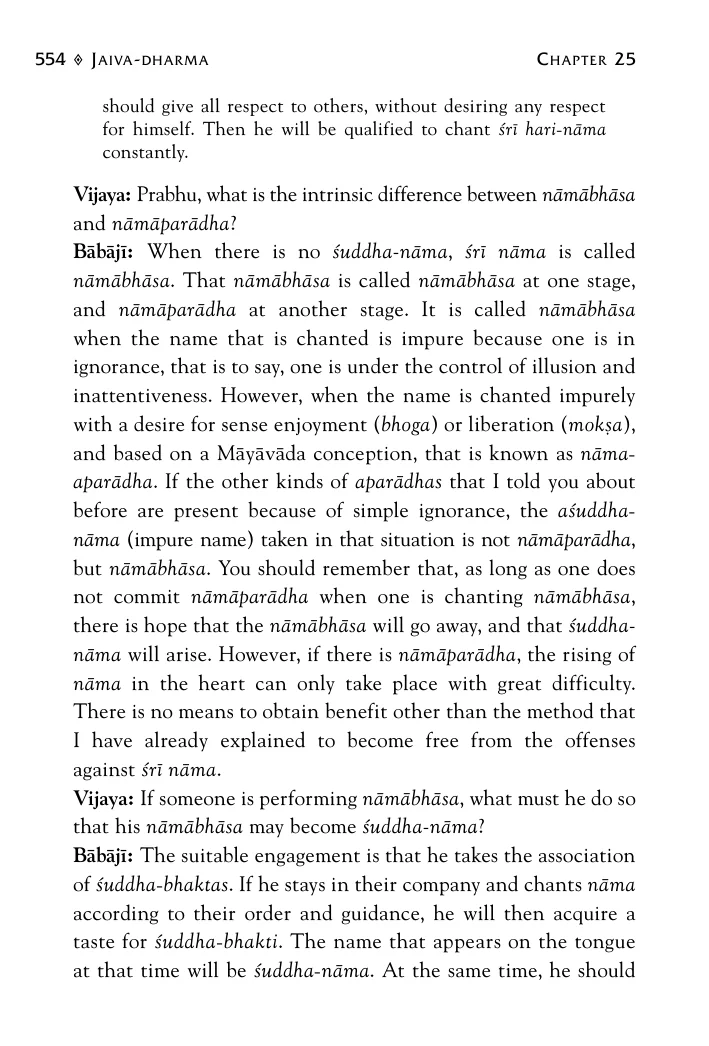 554 ◊ JAIVA-DHARMA CHAPTER 25
should give all respect to others, without desiring any respect
for himself. Then he will be qualified to chant śrī hari-nāma
constantly.
Vijaya: Prabhu, what is the intrinsic difference between nāmābhāsa
and nāmāparādha?
Bābājī: When there is no śuddha-nāma, śrī nāma is called
nāmābhāsa. That nāmābhāsa is called nāmābhāsa at one stage,
and nāmāparādha at another stage. It is called nāmābhāsa
when the name that is chanted is impure because one is in
ignorance, that is to say, one is under the control of illusion and
inattentiveness. However, when the name is chanted impurely
with a desire for sense enjoyment (bhoga) or liberation (mokṣa),
and based on a Māyāvāda conception, that is known as nāma-
aparādha. If the other kinds of aparādhas that I told you about
before are present because of simple ignorance, the aśuddha-
nāma (impure name) taken in that situation is not nāmāparādha,
but nāmābhāsa. You should remember that, as long as one does
not commit nāmāparādha when one is chanting nāmābhāsa,
there is hope that the nāmābhāsa will go away, and that śuddha-
nāma will arise. However, if there is nāmāparādha, the rising of
nāma in the heart can only take place with great difficulty.
There is no means to obtain benefit other than the method that
I have already explained to become free from the offenses
against śrī nāma.
Vijaya: If someone is performing nāmābhāsa, what must he do so
that his nāmābhāsa may become śuddha-nāma?
Bābājī: The suitable engagement is that he takes the association
of śuddha-bhaktas. If he stays in their company and chants nāma
according to their order and guidance, he will then acquire a
taste for śuddha-bhakti. The name that appears on the tongue
at that time will be śuddha-nāma. At the same time, he should